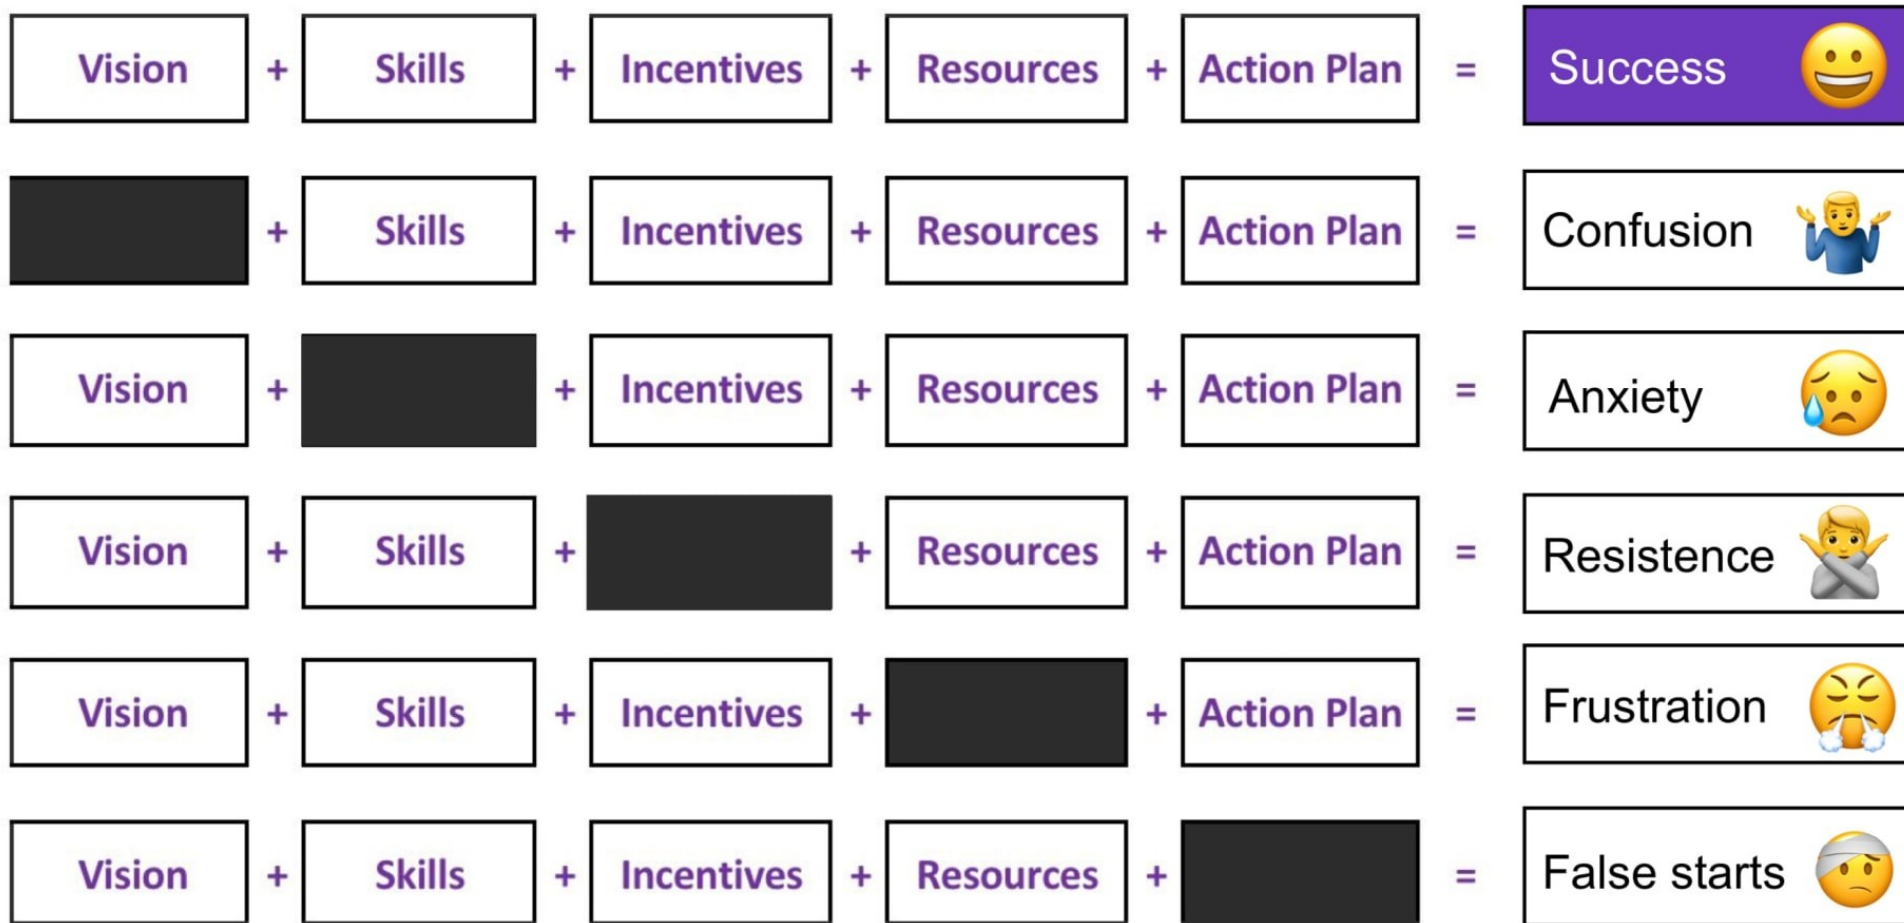 Vision + Skills + Incentives + Resources + Action Plan = Success
+ Skills + Incentives + Resources + Action Plan = Confusion
Vision + + Incentives + Resources + Action Plan = Anxiety
Vision + Skills + + Resources + Action Plan = Resistence
Vision + Skills + Incentives + + Action Plan = Frustration
Vision + Skills + Incentives + Resources + = False starts